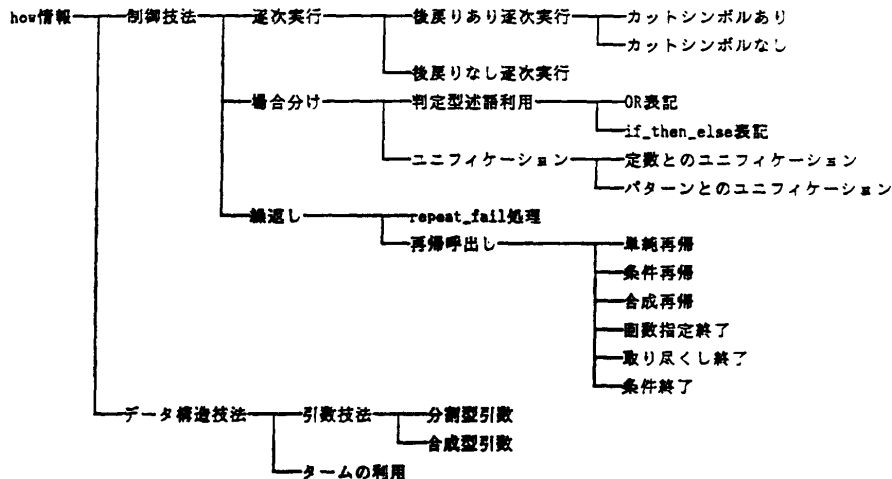 how情報 制御技法 逐次実行 後戻りあり逐次実行 カットシンボルあり
カットシンボルなし
後戻りなし逐次実行
場合分け 判定型述語利用 OR表記
if_then_else表記
ユニフィケーション 定数とのユニフィケーション
パターンとのユニフィケーション
繰返し repeat_fail処理
再帰呼出し 単純再帰
条件再帰
合成再帰
回数指定終了
取り尽くし終了
条件終了
データ構造技法 引数技法 分割型引数
合成型引数
タームの利用